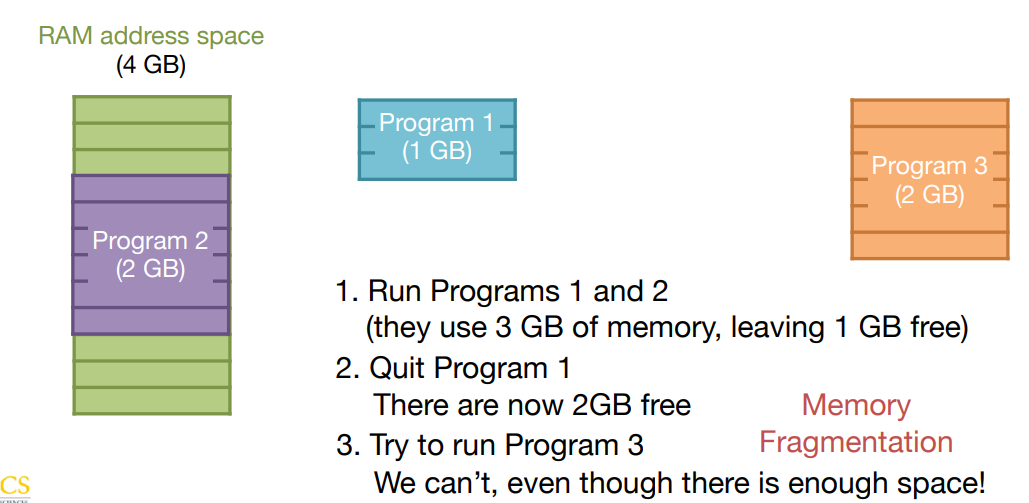 RAM address space
(4 GB)
Program 1
(1 GB)
Program 3
(2 GB)
Program 2
(2 GB)
1. Run Programs 1 and 2
(they use 3 GB of memory, leaving 1 GB free)
2. Quit Program 1
There are now 2GB free
Memory
Fragmentation
3. Try to run Program 3
We can’t, even though there is enough space!
CS